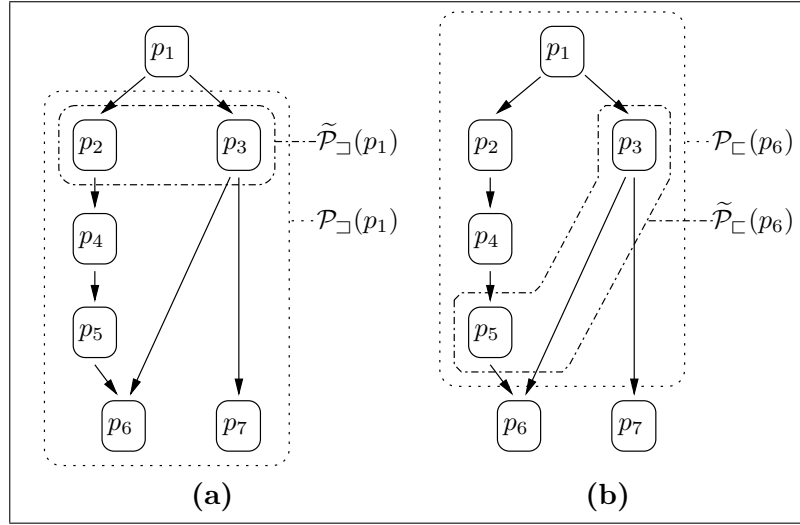 p₁ p₁
p₂ p₃ 𝒫̃⊐(p₁) p₂ p₃ 𝒫⊏(p₆)
𝒫⊐(p₁) 𝒫̃⊏(p₆)
p₄ p₄
p₅ p₅
p₆ p₇ p₆ p₇
(a) (b)